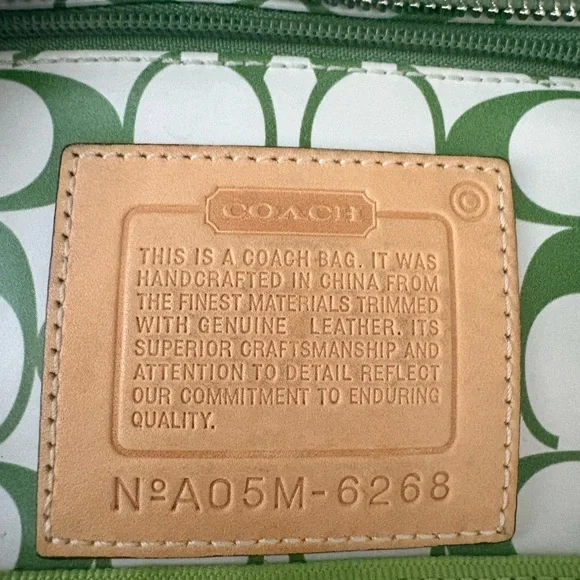 COACH
©
THIS IS A COACH BAG. IT WAS
HANDCRAFTED IN CHINA FROM
THE FINEST MATERIALS TRIMMED
WITH GENUINE LEATHER. ITS
SUPERIOR CRAFTSMANSHIP AND
ATTENTION TO DETAIL REFLECT
OUR COMMITMENT TO ENDURING
QUALITY.
NºA05M-6268